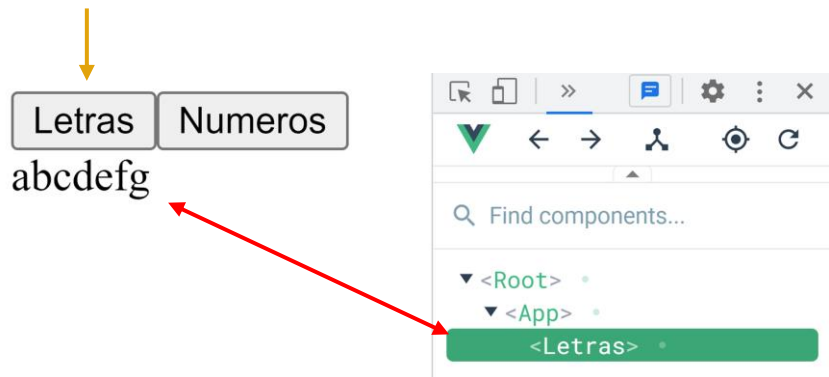 Letras Numeros
abcdefg
Find components...
<Root>
<App>
<Letras>